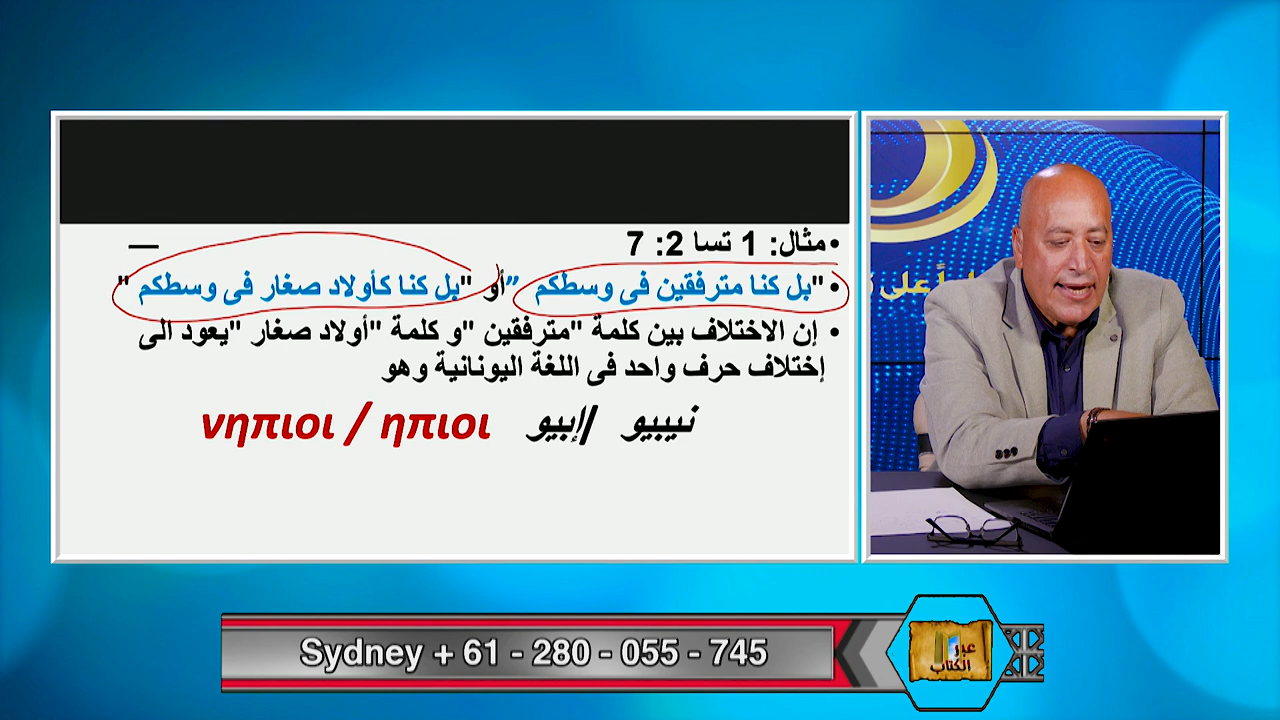 •مثال: 1 تسا 2: 7
•"بل كنا مترفقين فى وسطكم ” أو "بل كنا كأولاد صغار فى وسطكم "
• إن الاختلاف بين كلمة "مترفقين "و كلمة "أولاد صغار "يعود الى
إختلاف حرف واحد فى اللغة اليونانية وهو
نيبيو /إبيو νηπιοι / ηπιοι
على
Sydney + 61 - 280 - 055 - 745
عبر
الكتاب